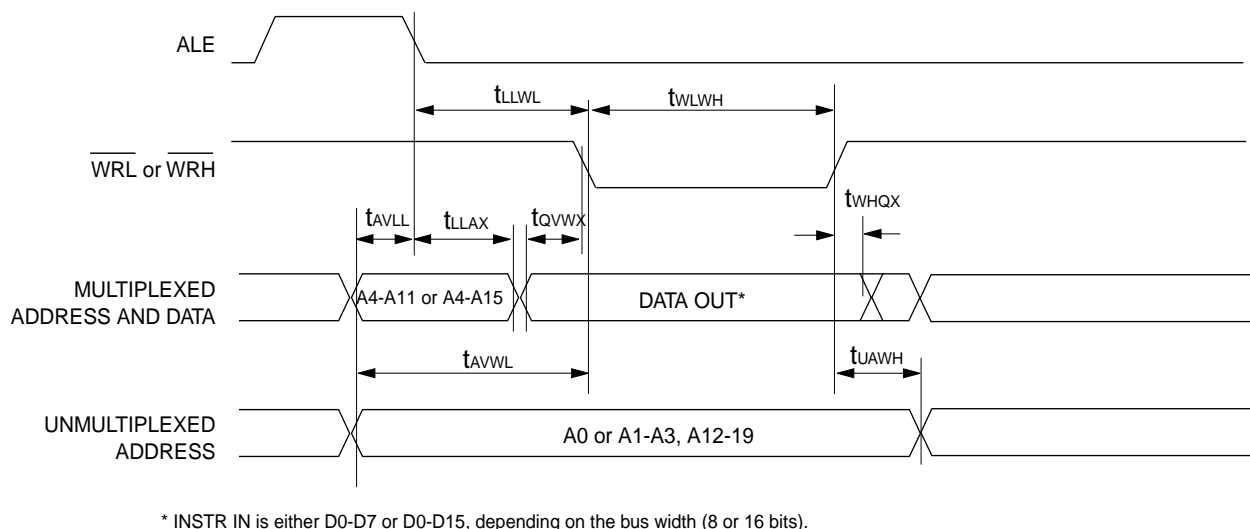 ALE
tLLWL
tWLWH
WRL or WRH
tAVLL
tLLAX
tQVWX
tWHQX
MULTIPLEXED
ADDRESS AND DATA
A4-A11 or A4-A15
DATA OUT*
tAVWL
tUAWH
UNMULTIPLEXED
ADDRESS
A0 or A1-A3, A12-19
* INSTR IN is either D0-D7 or D0-D15, depending on the bus width (8 or 16 bits).